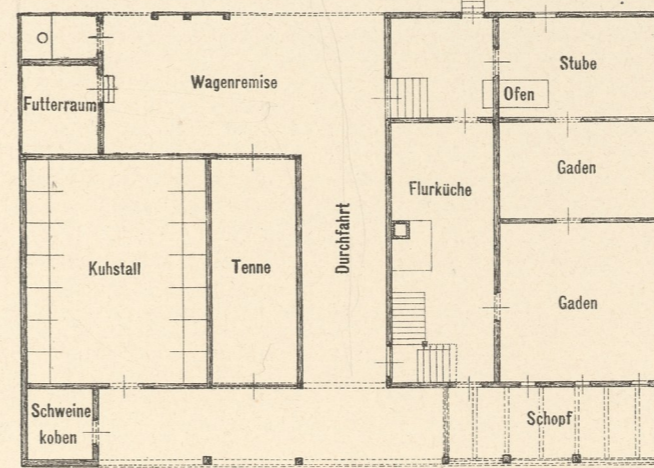 Stube
Wagenremise
Ofen
Futterraum
Gaden
Flurküche
Durchfahrt
Kuhstall
Tenne
Gaden
Schweine
koben
Schopf